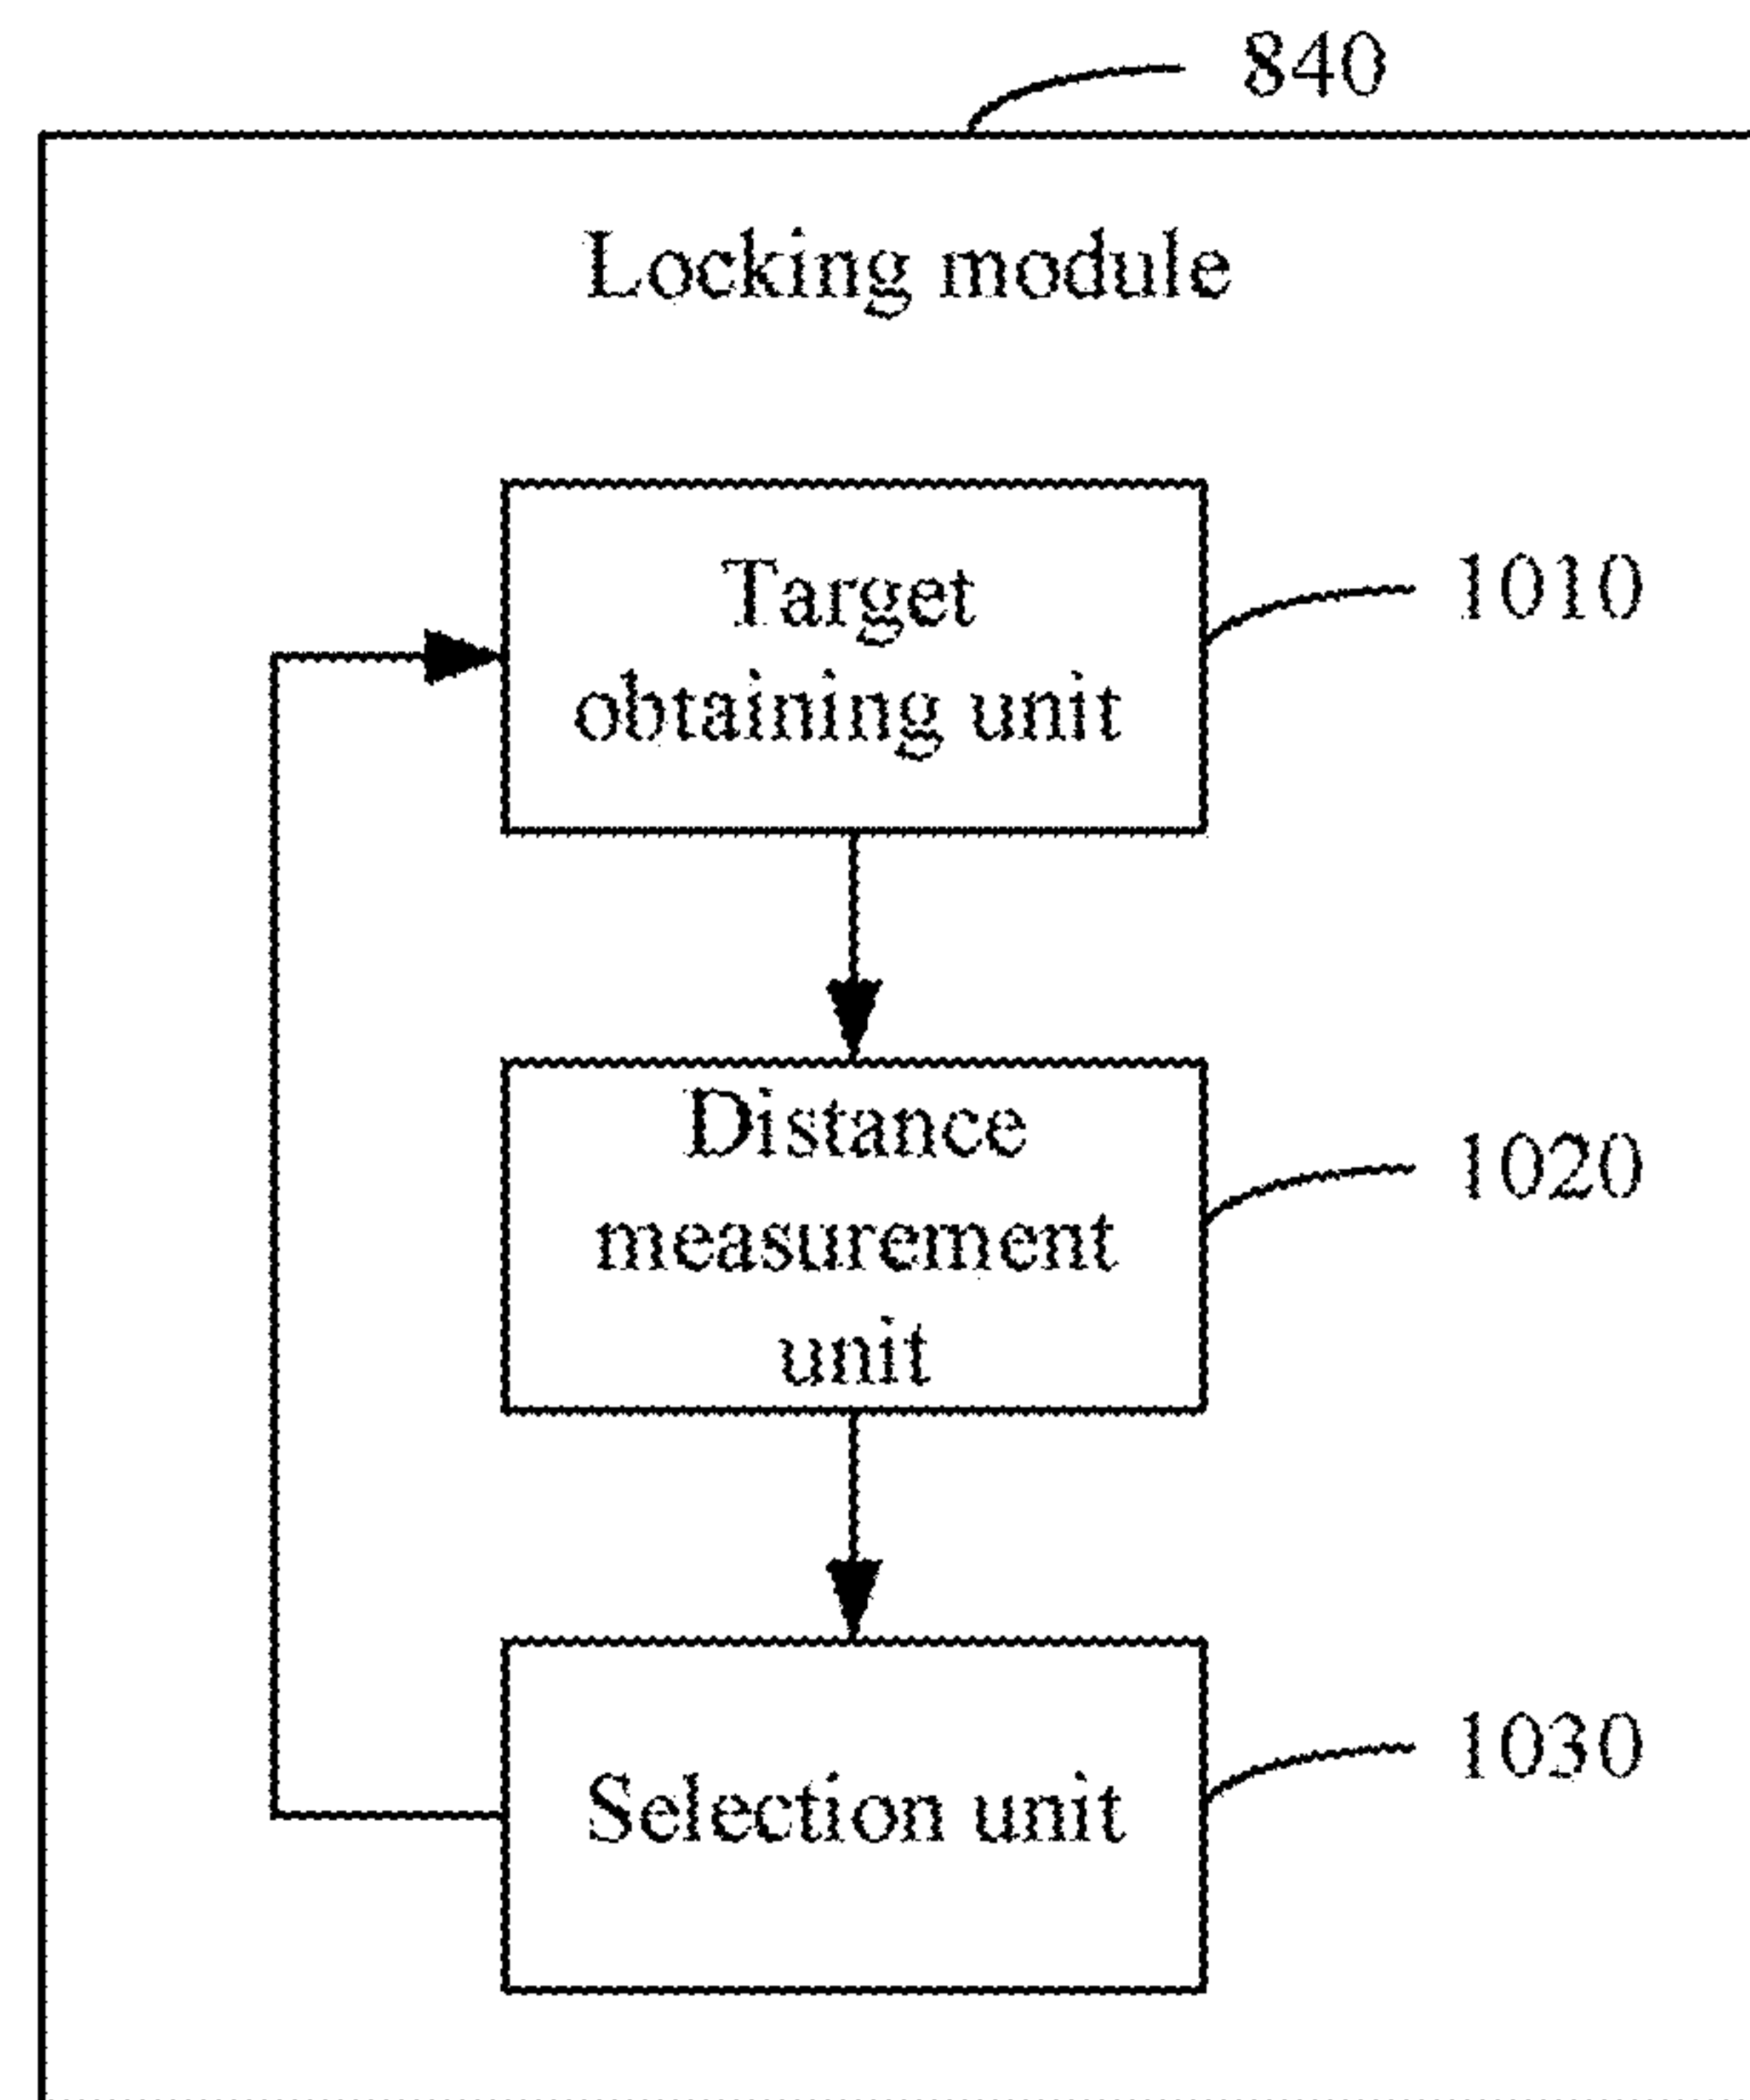 840
Locking module
Target
obtaining unit
1010
Distance
measurement
unit
1020
Selection unit
1030